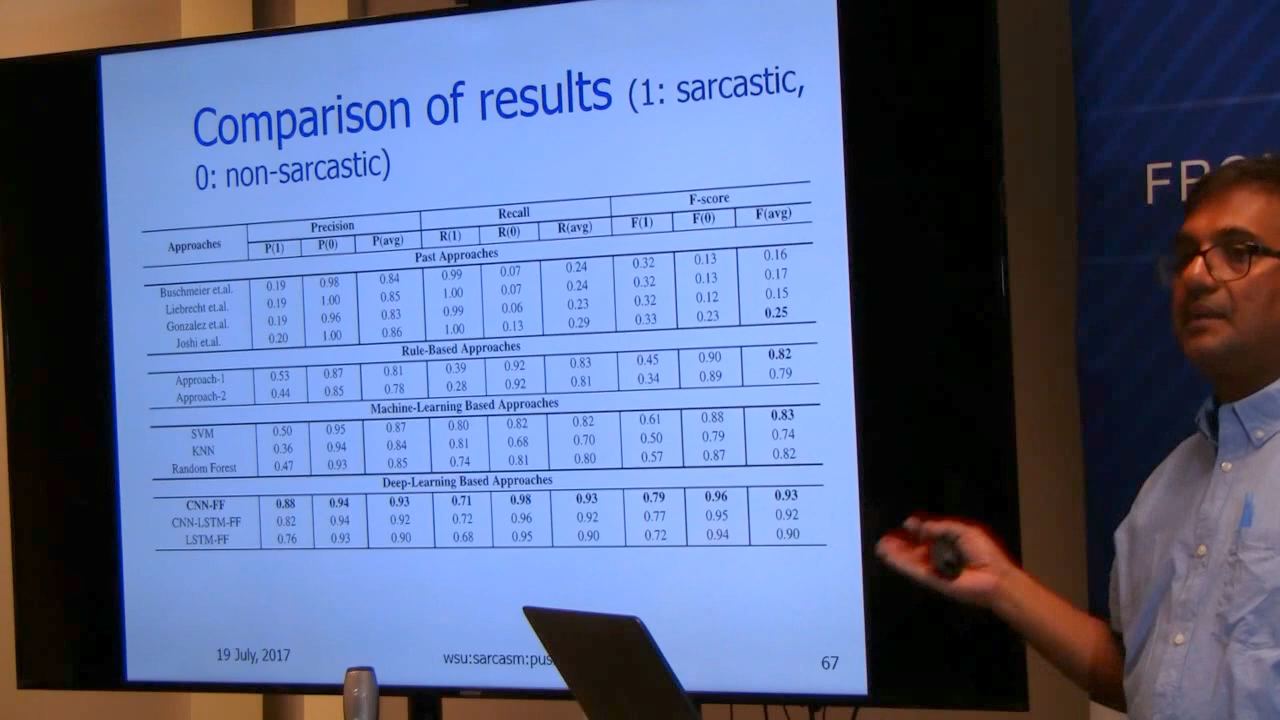 Comparison of results (1: sarcastic,
0: non-sarcastic)
Approaches Precision Recall F-score
P(1) P(0) P(avg) R(1) R(0) R(avg) F(1) F(0) F(avg)
Past Approaches
Buschmeier et.al. 0.19 0.98 0.84 0.99 0.07 0.24 0.32 0.13 0.16
Liebrecht et.al. 0.19 1.00 0.85 1.00 0.07 0.24 0.32 0.13 0.17
Gonzalez et.al. 0.19 0.96 0.83 0.99 0.06 0.23 0.32 0.12 0.15
Joshi et.al. 0.20 1.00 0.86 1.00 0.13 0.29 0.33 0.23 0.25
Rule-Based Approaches
Approach-1 0.53 0.87 0.81 0.39 0.92 0.83 0.45 0.90 0.82
Approach-2 0.44 0.85 0.78 0.28 0.92 0.81 0.34 0.89 0.79
Machine-Learning Based Approaches
SVM 0.50 0.95 0.87 0.80 0.82 0.82 0.61 0.88 0.83
KNN 0.36 0.94 0.84 0.81 0.68 0.70 0.50 0.79 0.74
Random Forest 0.47 0.93 0.85 0.74 0.81 0.80 0.57 0.87 0.82
Deep-Learning Based Approaches
CNN-FF 0.88 0.94 0.93 0.71 0.98 0.93 0.79 0.96 0.93
CNN-LSTM-FF 0.82 0.94 0.92 0.72 0.96 0.92 0.77 0.95 0.92
LSTM-FF 0.76 0.93 0.90 0.68 0.95 0.90 0.72 0.94 0.90
19 July, 2017 wsu:sarcasm:pus 67